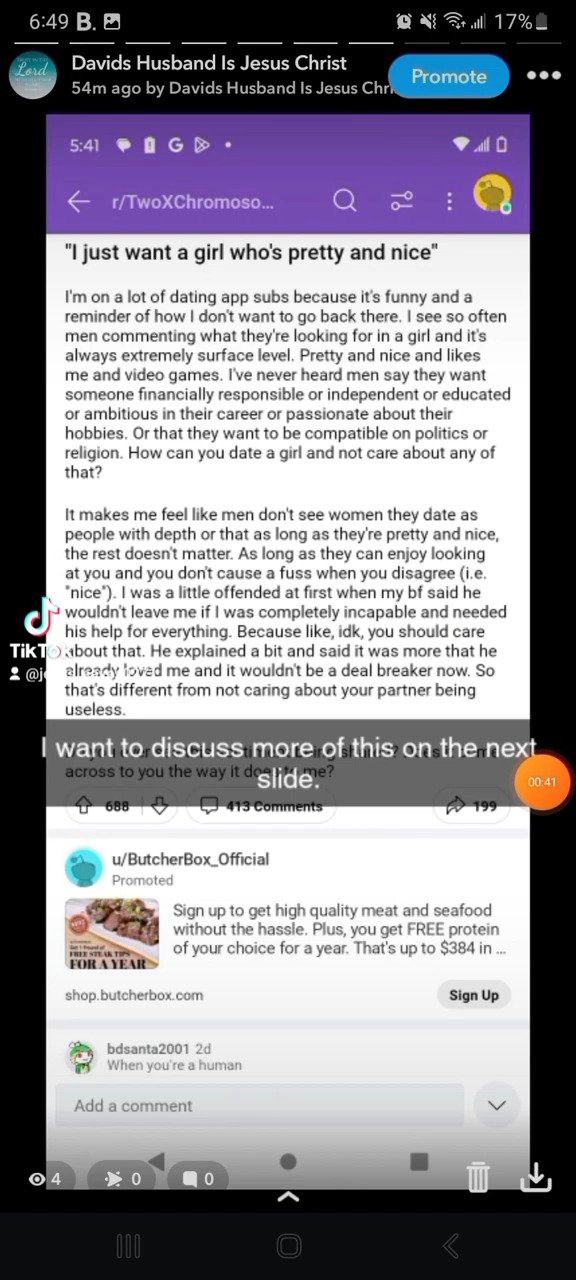 6:49 B.
17%
Davids Husband Is Jesus Christ
54m ago by Davids Husband Is Jesus Chri
Promote
Lord
5:41 G
r/TwoXChromoso...
"I just want a girl who's pretty and nice"
I'm on a lot of dating app subs because it's funny and a
reminder of how I don't want to go back there. I see so often
men commenting what they're looking for in a girl and it's
always extremely surface level. Pretty and nice and likes
me and video games. I've never heard men say they want
someone financially responsible or independent or educated
or ambitious in their career or passionate about their
hobbies. Or that they want to be compatible on politics or
religion. How can you date a girl and not care about any of
that?
It makes me feel like men don't see women they date as
people with depth or that as long as they're pretty and nice,
the rest doesn't matter. As long as they can enjoy looking
at you and you don't cause a fuss when you disagree (i.e.
"nice"). I was a little offended at first when my bf said he
wouldn't leave me if I was completely incapable and needed
his help for everything. Because like, idk, you should care
about that. He explained a bit and said it was more that he
already loved me and it wouldn't be a deal breaker now. So
that's different from not caring about your partner being
useless.
TikTok
I want to discuss more of this on the next
slide.
across to you the way it does to me?
00:41
688
413 Comments
199
u/ButcherBox_Official
Promoted
Sign up to get high quality meat and seafood
without the hassle. Plus, you get FREE protein
of your choice for a year. That's up to $384 in ...
FREE STEAK TIPS
FOR A YEAR
shop.butcherbox.com
Sign Up
bdsanta2001 2d
When you're a human
Add a comment
4
0
0